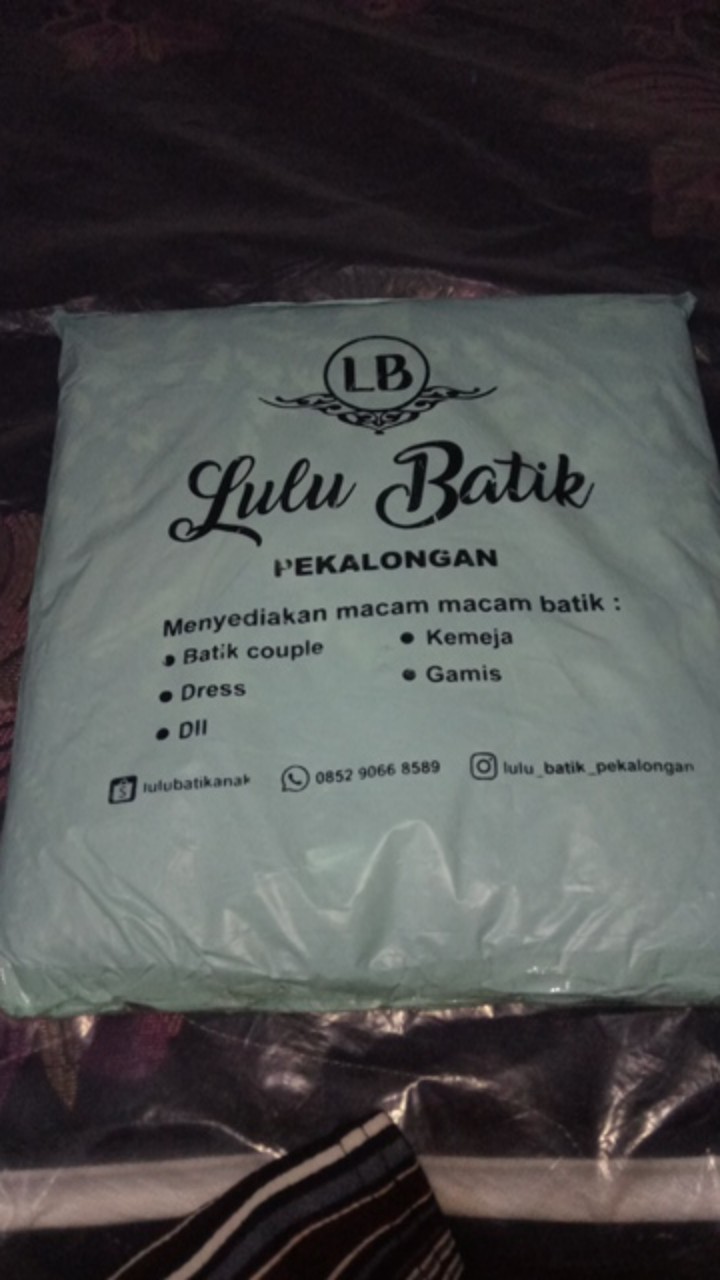 LB
Lulu Batik
PEKALONGAN
Menyediakan macam macam batik :
• Batik couple
• Kemeja
• Dress
• Gamis
• Dll
lulubatikanak
0852 9066 8589
lulu_batik_pekalongan